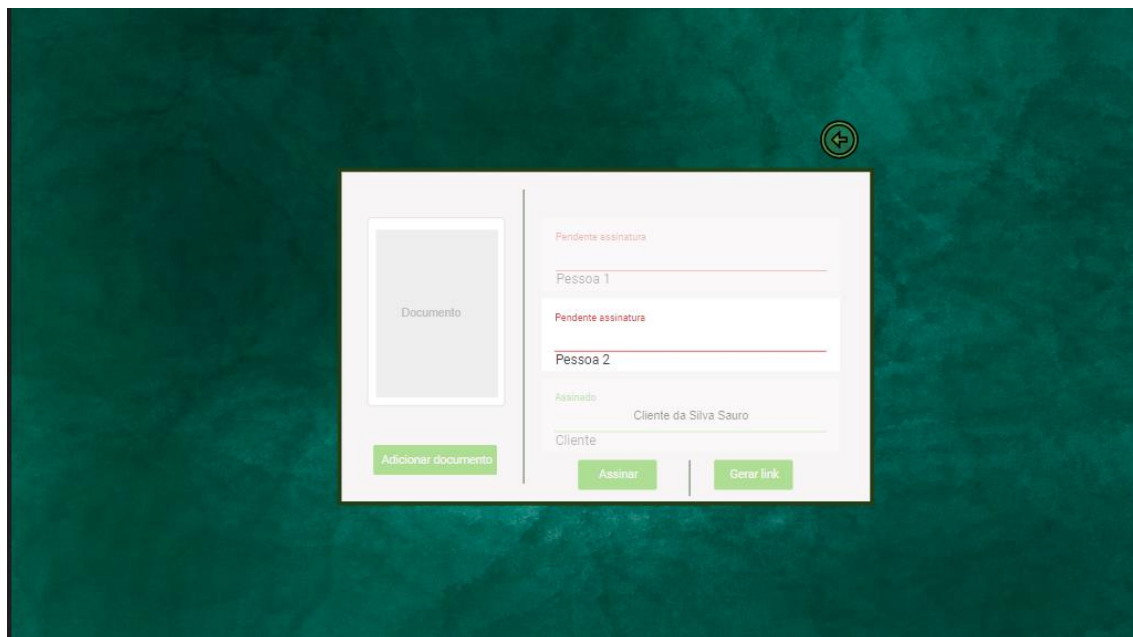 Documento
Adicionar documento
Pendente assinatura
Pessoa 1
Pendente assinatura
Pessoa 2
Assinado
Cliente da Silva Sauro
Cliente
Assinar
Gerar link